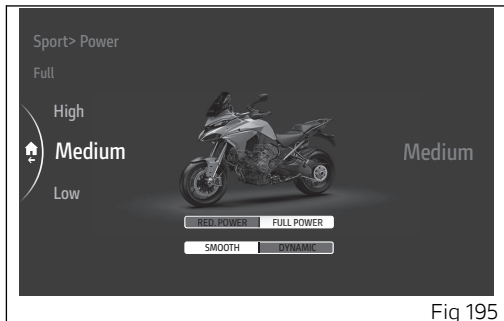 Sport> Power
Full
High
Medium
Medium
Low
RED. POWER FULL POWER
SMOOTH DYNAMIC
Fig 195